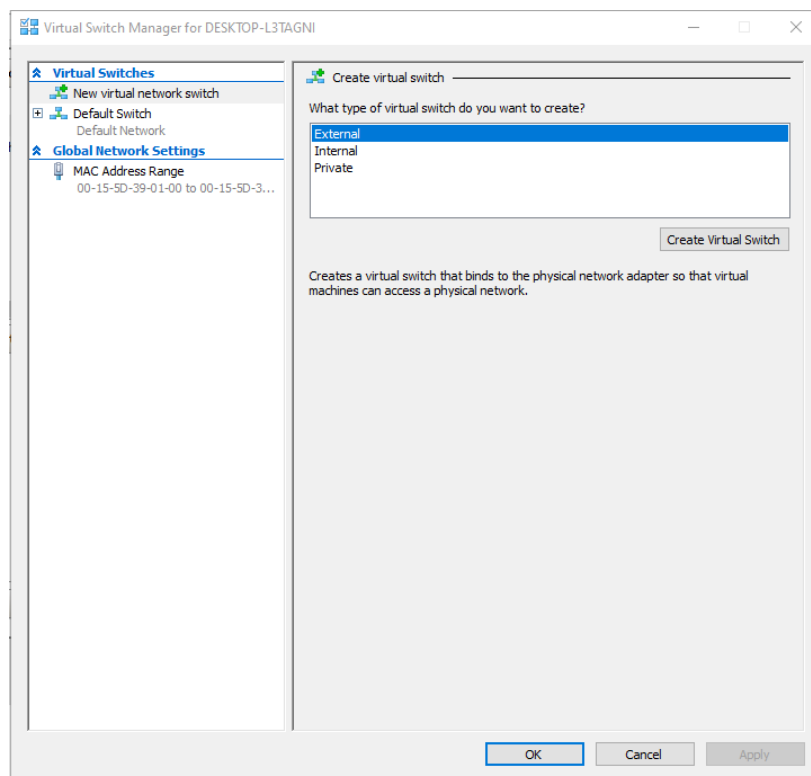 Virtual Switch Manager for DESKTOP-L3TAGNI
Virtual Switches
New virtual network switch
Default Switch
Default Network
Global Network Settings
MAC Address Range
00-15-5D-39-01-00 to 00-15-5D-3...
Create virtual switch
What type of virtual switch do you want to create?
External
Internal
Private
Create Virtual Switch
Creates a virtual switch that binds to the physical network adapter so that virtual
machines can access a physical network.
OK
Cancel
Apply